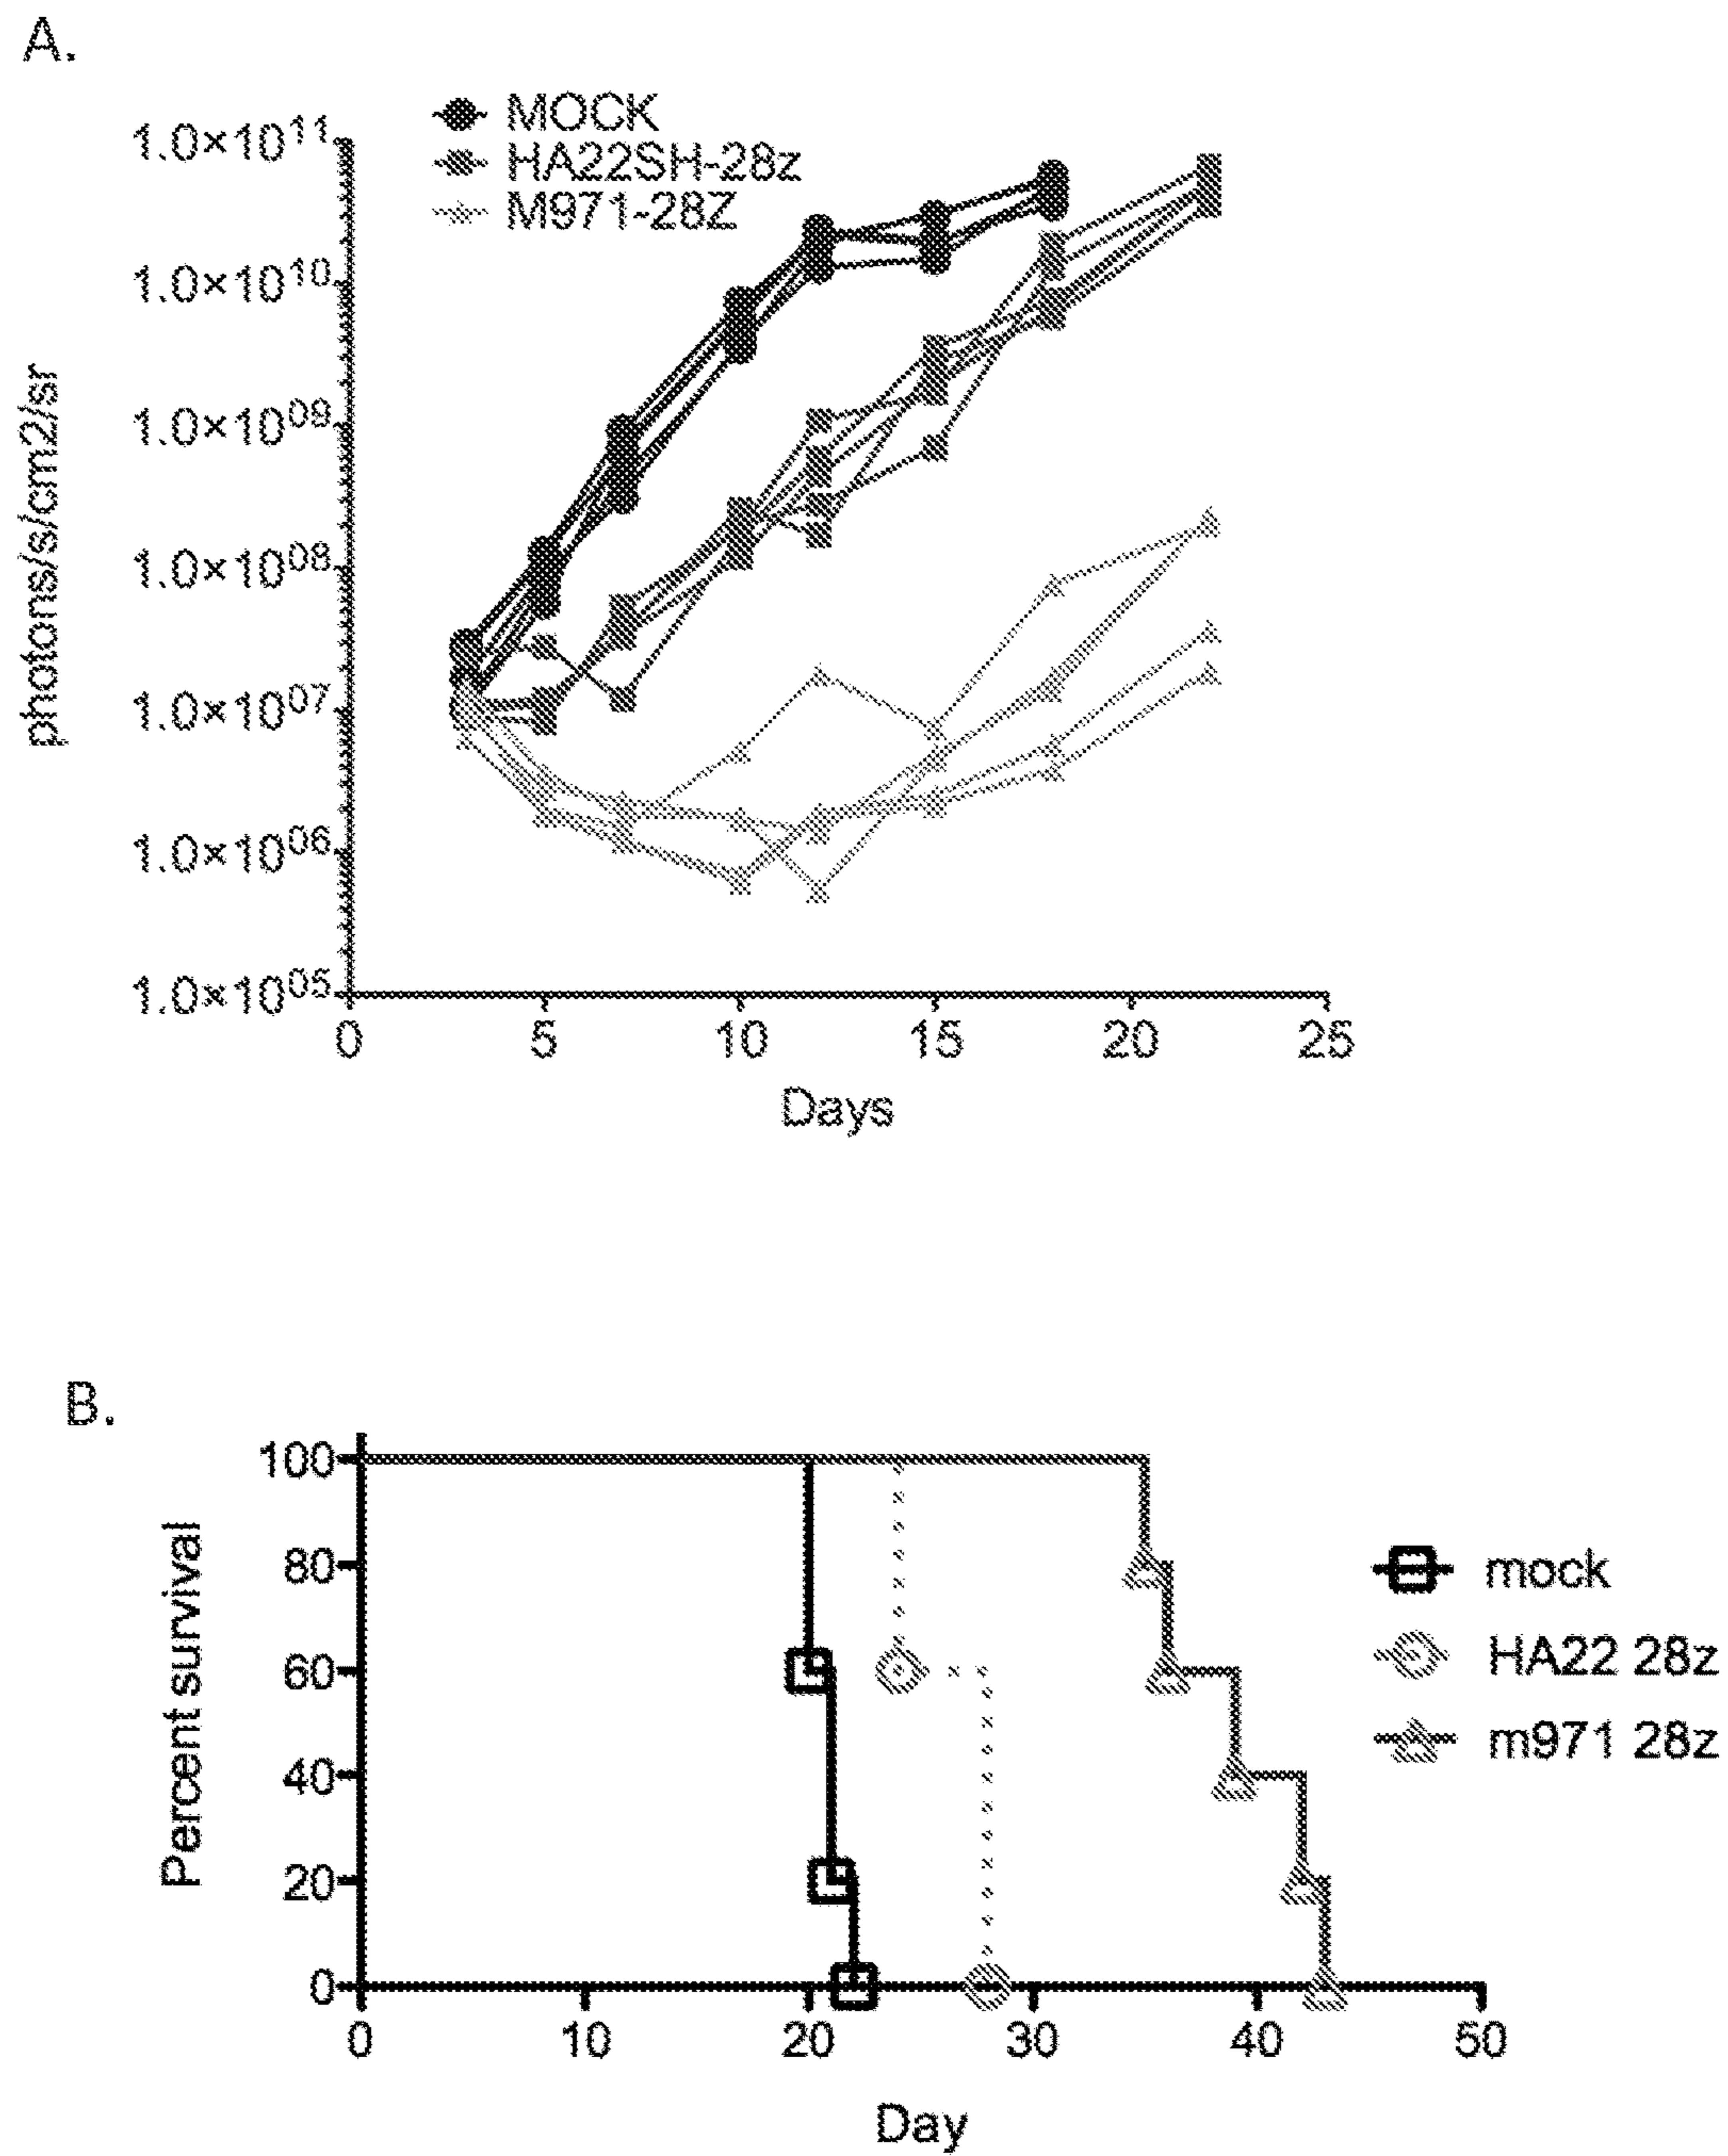 A.
MOCK
HA22SH-28z
M971-28Z
1.0×10¹¹
1.0×10¹⁰
1.0×10⁰⁹
1.0×10⁰⁸
1.0×10⁰⁷
1.0×10⁰⁶
1.0×10⁰⁵
photons/s/cm2/sr
0 5 10 15 20 25
Days
B.
100
80
60
40
20
0
Percent survival
mock
HA22 28z
m971 28z
0 10 20 30 40 50
Day